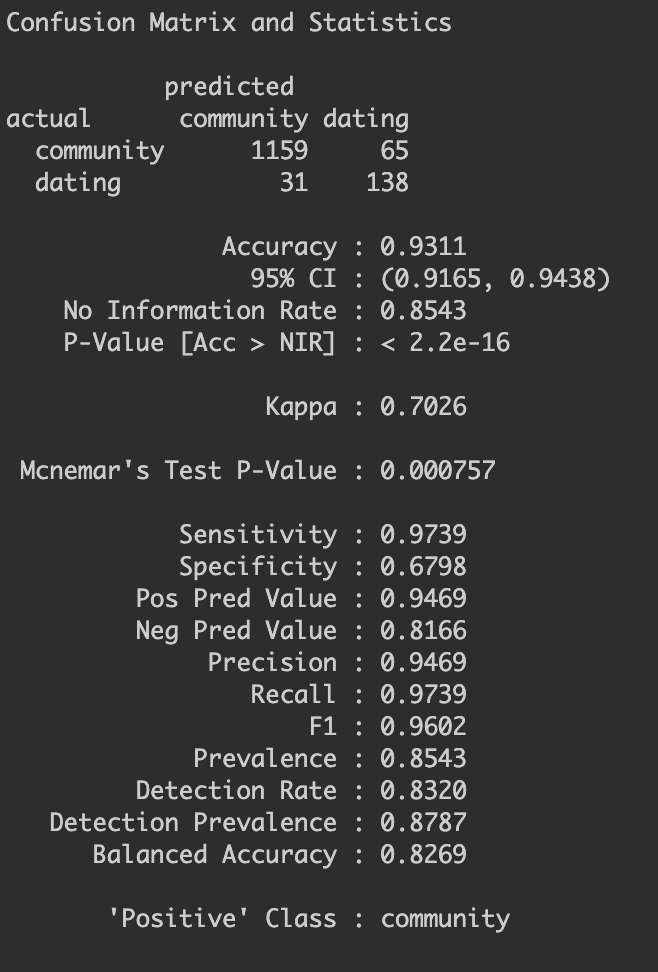 Confusion Matrix and Statistics
predicted
actual community dating
community 1159 65
dating 31 138
Accuracy : 0.9311
95% CI : (0.9165, 0.9438)
No Information Rate : 0.8543
P-Value [Acc > NIR] : < 2.2e-16
Kappa : 0.7026
Mcnemar's Test P-Value : 0.000757
Sensitivity : 0.9739
Specificity : 0.6798
Pos Pred Value : 0.9469
Neg Pred Value : 0.8166
Precision : 0.9469
Recall : 0.9739
F1 : 0.9602
Prevalence : 0.8543
Detection Rate : 0.8320
Detection Prevalence : 0.8787
Balanced Accuracy : 0.8269
'Positive' Class : community